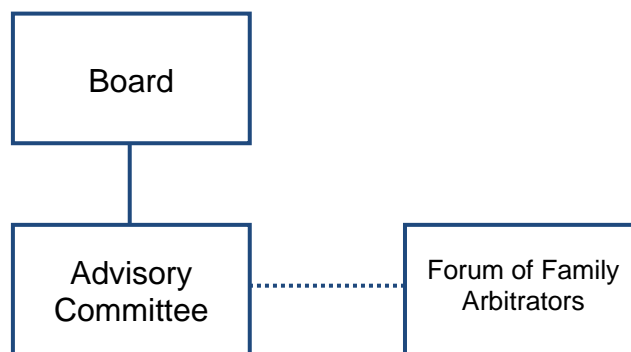 Board
Advisory
Committee
Forum of Family
Arbitrators